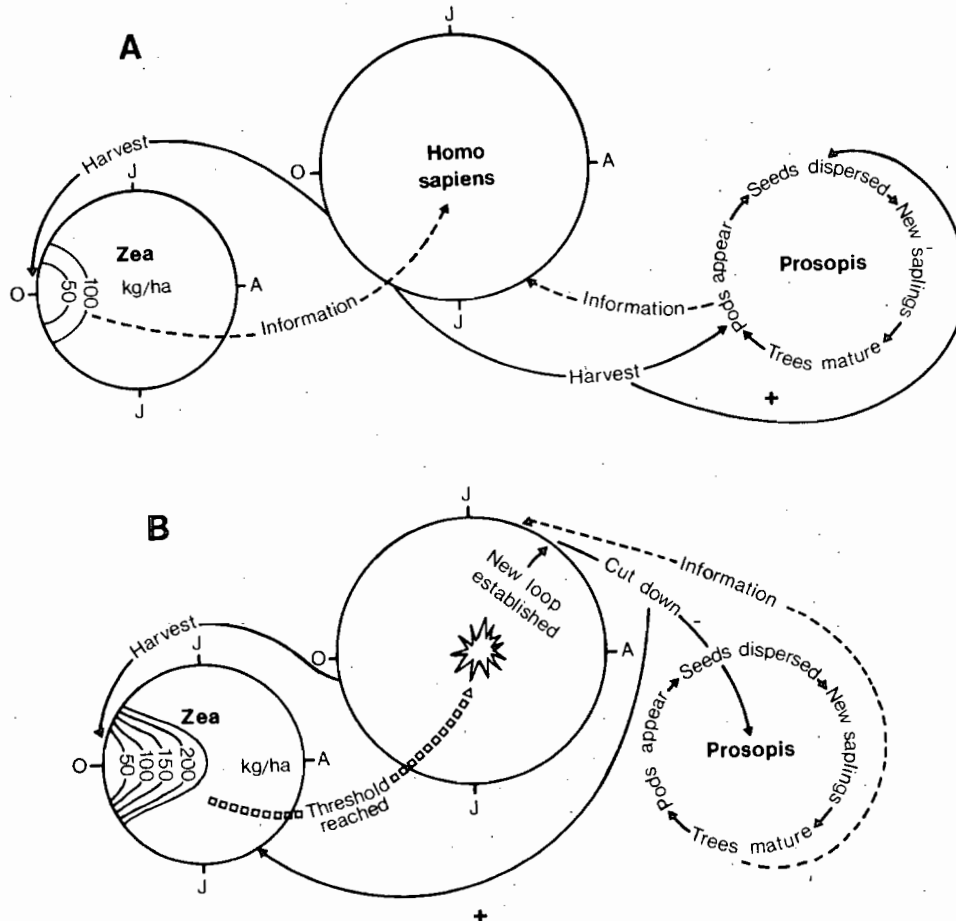 A
J
O
A
J
Homo
sapiens
Harvest
J
O
A
J
Zea
kg/ha
50
100
Information
Information
Harvest
+
Prosopis
Seeds dispersed
New saplings
Trees mature
Pods appear
B
J
O
A
J
New loop
established
Cut down
-
Information
Harvest
J
O
A
J
Zea
kg/ha
50
100
150
200
Threshold
reached
+
Prosopis
Seeds dispersed
New saplings
Trees mature
Pods appear